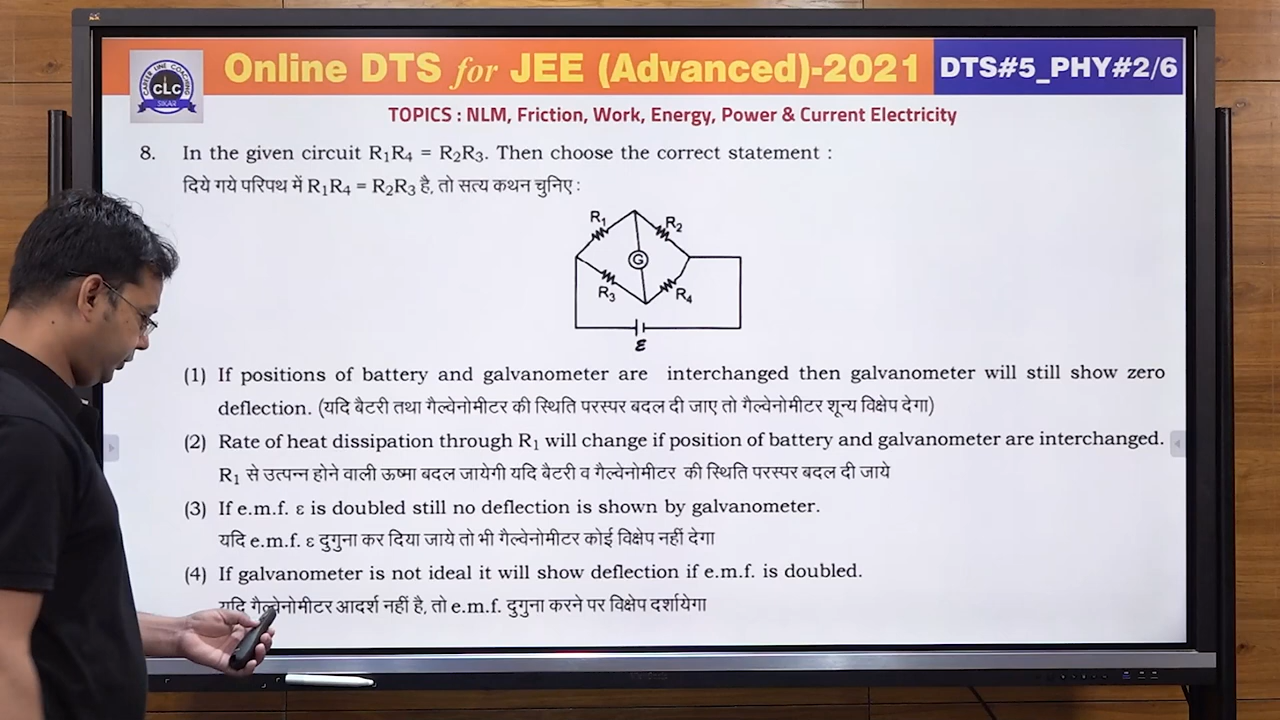 Online DTS for JEE (Advanced)-2021
DTS#5_PHY#2/6
CAREER LINE COACHING
CLC
SIKAR
TOPICS : NLM, Friction, Work, Energy, Power & Current Electricity
8. In the given circuit R₁R₄ = R₂R₃. Then choose the correct statement :
दिये गये परिपथ में R₁R₄ = R₂R₃ है, तो सत्य कथन चुनिए :
R₁
R₂
G
R₃
R₄
ε
(1) If positions of battery and galvanometer are interchanged then galvanometer will still show zero
deflection. (यदि बैटरी तथा गैल्वेनोमीटर की स्थिति परस्पर बदल दी जाए तो गैल्वेनोमीटर शून्य विक्षेप देगा)
(2) Rate of heat dissipation through R₁ will change if position of battery and galvanometer are interchanged.
R₁ से उत्पन्न होने वाली ऊष्मा बदल जायेगी यदि बैटरी व गैल्वेनोमीटर की स्थिति परस्पर बदल दी जाये
(3) If e.m.f. ε is doubled still no deflection is shown by galvanometer.
यदि e.m.f. ε दुगुना कर दिया जाये तो भी गैल्वेनोमीटर कोई विक्षेप नहीं देगा
(4) If galvanometer is not ideal it will show deflection if e.m.f. is doubled.
यदि गैल्वेनोमीटर आदर्श नहीं है, तो e.m.f. दुगुना करने पर विक्षेप दर्शायेगा